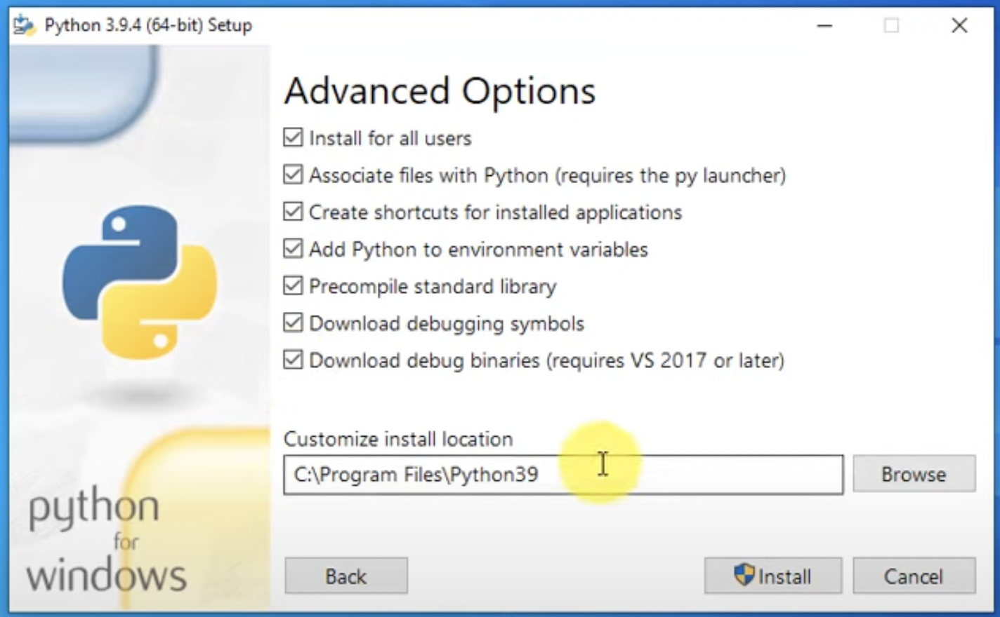 Python 3.9.4 (64-bit) Setup
Advanced Options
Install for all users
Associate files with Python (requires the py launcher)
Create shortcuts for installed applications
Add Python to environment variables
Precompile standard library
Download debugging symbols
Download debug binaries (requires VS 2017 or later)
Customize install location
C:\Program Files\Python39
Browse
python
for
windows
Back
Install
Cancel